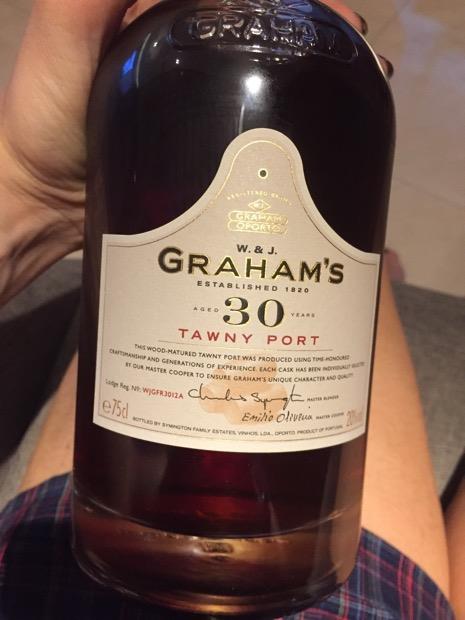 GRAHAM'S
GRAHAM
OPORTO
W. & J.
GRAHAM'S
ESTABLISHED 1820
AGED 30 YEARS
TAWNY PORT
THIS WOOD-MATURED TAWNY PORT WAS PRODUCED USING TIME-HONOURED
CRAFTSMANSHIP AND GENERATIONS OF EXPERIENCE. EACH CASK HAS BEEN INDIVIDUALLY SELECTED
BY OUR MASTER COOPER TO ENSURE GRAHAM'S UNIQUE CHARACTER AND QUALITY.
Lodge Reg. Nº: WJGFR3012A
MASTER BLENDER
℮75cl
Emílio Oliveira MASTER COOPER 20%
BOTTLED BY SYMINGTON FAMILY ESTATES, VINHOS, LDA., OPORTO, PRODUCT OF PORTUGAL